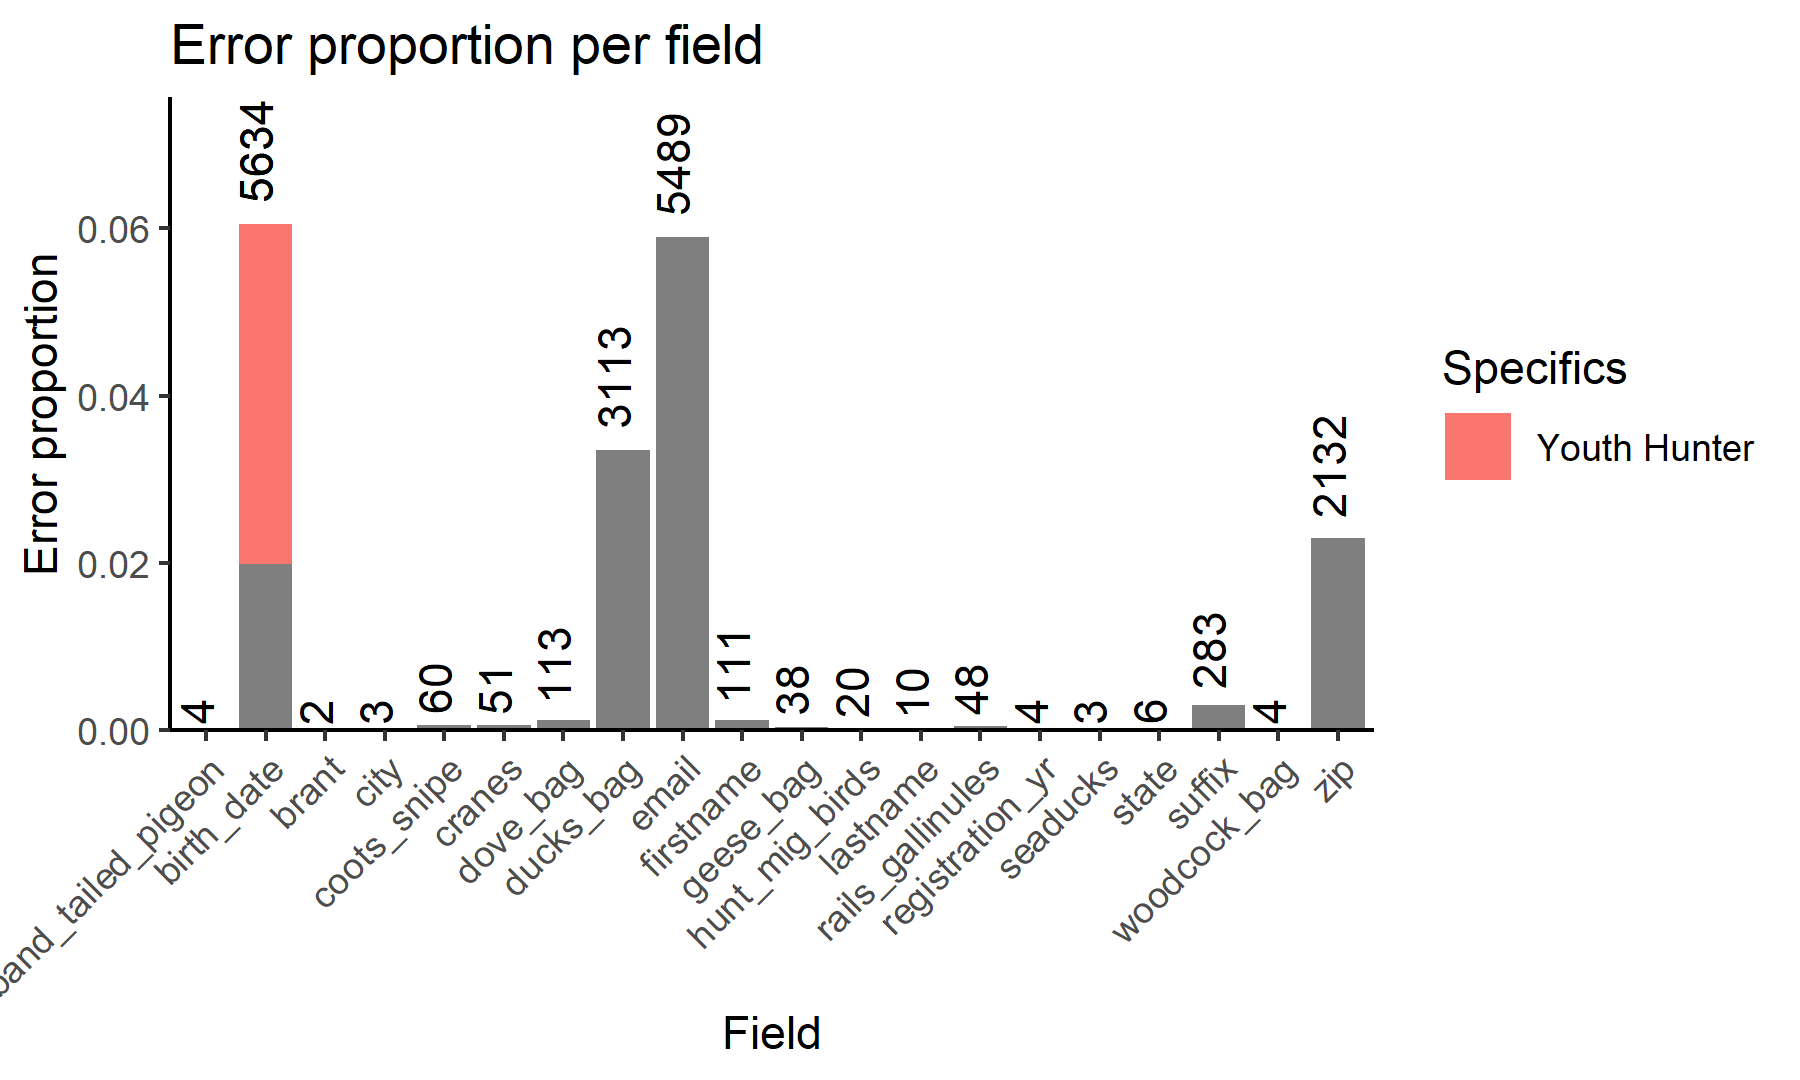 Error proportion per field
Error proportion
0.06
0.04
0.02
0.00
4
5634
2
3
60
51
113
3113
5489
111
38
20
10
48
4
3
6
283
4
2132
band_tailed_pigeon
birth_date
brant
city
coots_snipe
cranes
dove_bag
ducks_bag
email
firstname
geese_bag
hunt_mig_birds
lastname
rails_gallinules
registration_yr
seaducks
state
suffix
woodcock_bag
zip
Field
Specifics
Youth Hunter